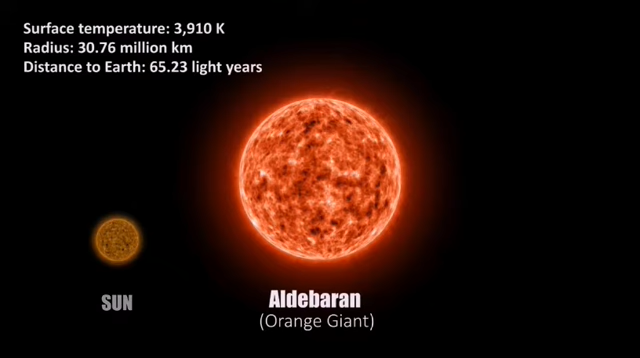 Surface temperature: 3,910 K
Radius: 30.76 million km
Distance to Earth: 65.23 light years
SUN
Aldebaran
(Orange Giant)